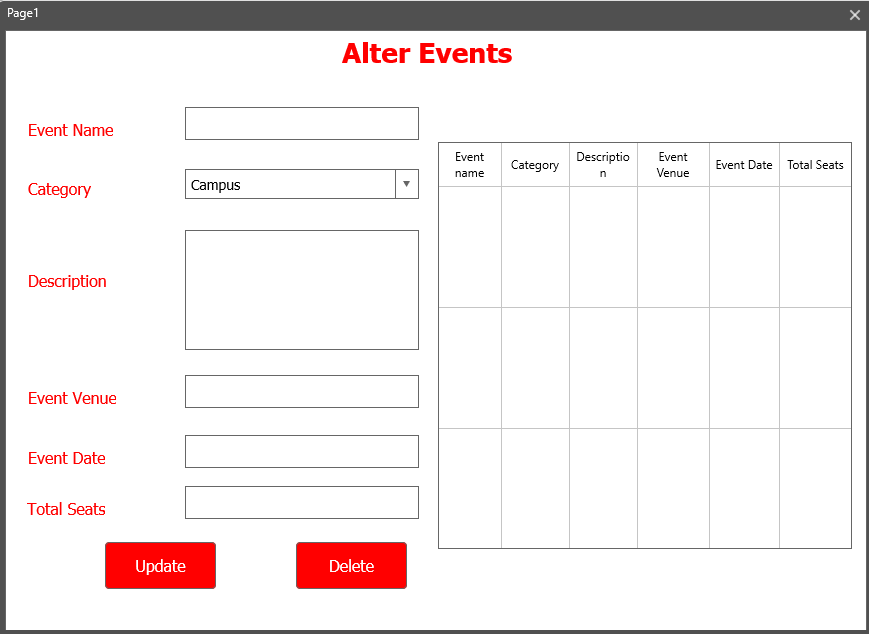 Page1
Alter Events
Event Name
Category
Campus
Description
Event Venue
Event Date
Total Seats
Update
Delete
Event
name
Category
Descriptio
n
Event
Venue
Event Date
Total Seats